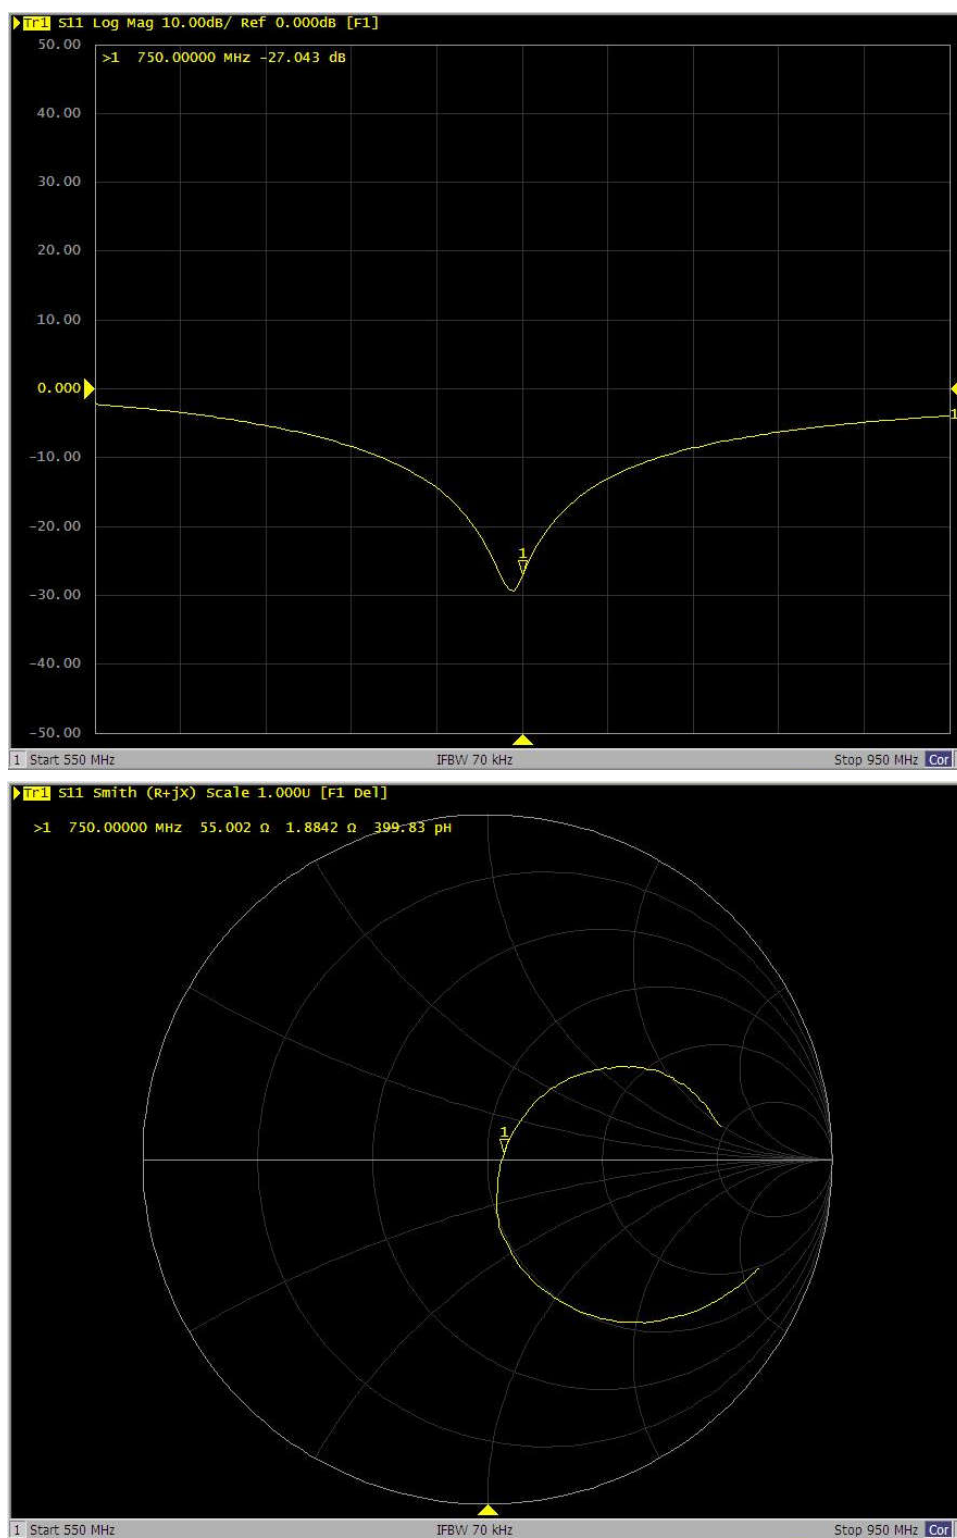 Tr1 S11 Log Mag 10.00dB/ Ref 0.000dB [F1]
50.00
>1 750.00000 MHz -27.043 dB
40.00
30.00
20.00
10.00
0.000
1
-10.00
-20.00
1
-30.00
-40.00
-50.00
1 Start 550 MHz IFBW 70 kHz Stop 950 MHz Cor
Tr1 S11 Smith (R+jX) Scale 1.000U [F1 Del]
>1 750.00000 MHz 55.002 Ω 1.8842 Ω 399.83 pH
1
1 Start 550 MHz IFBW 70 kHz Stop 950 MHz Cor